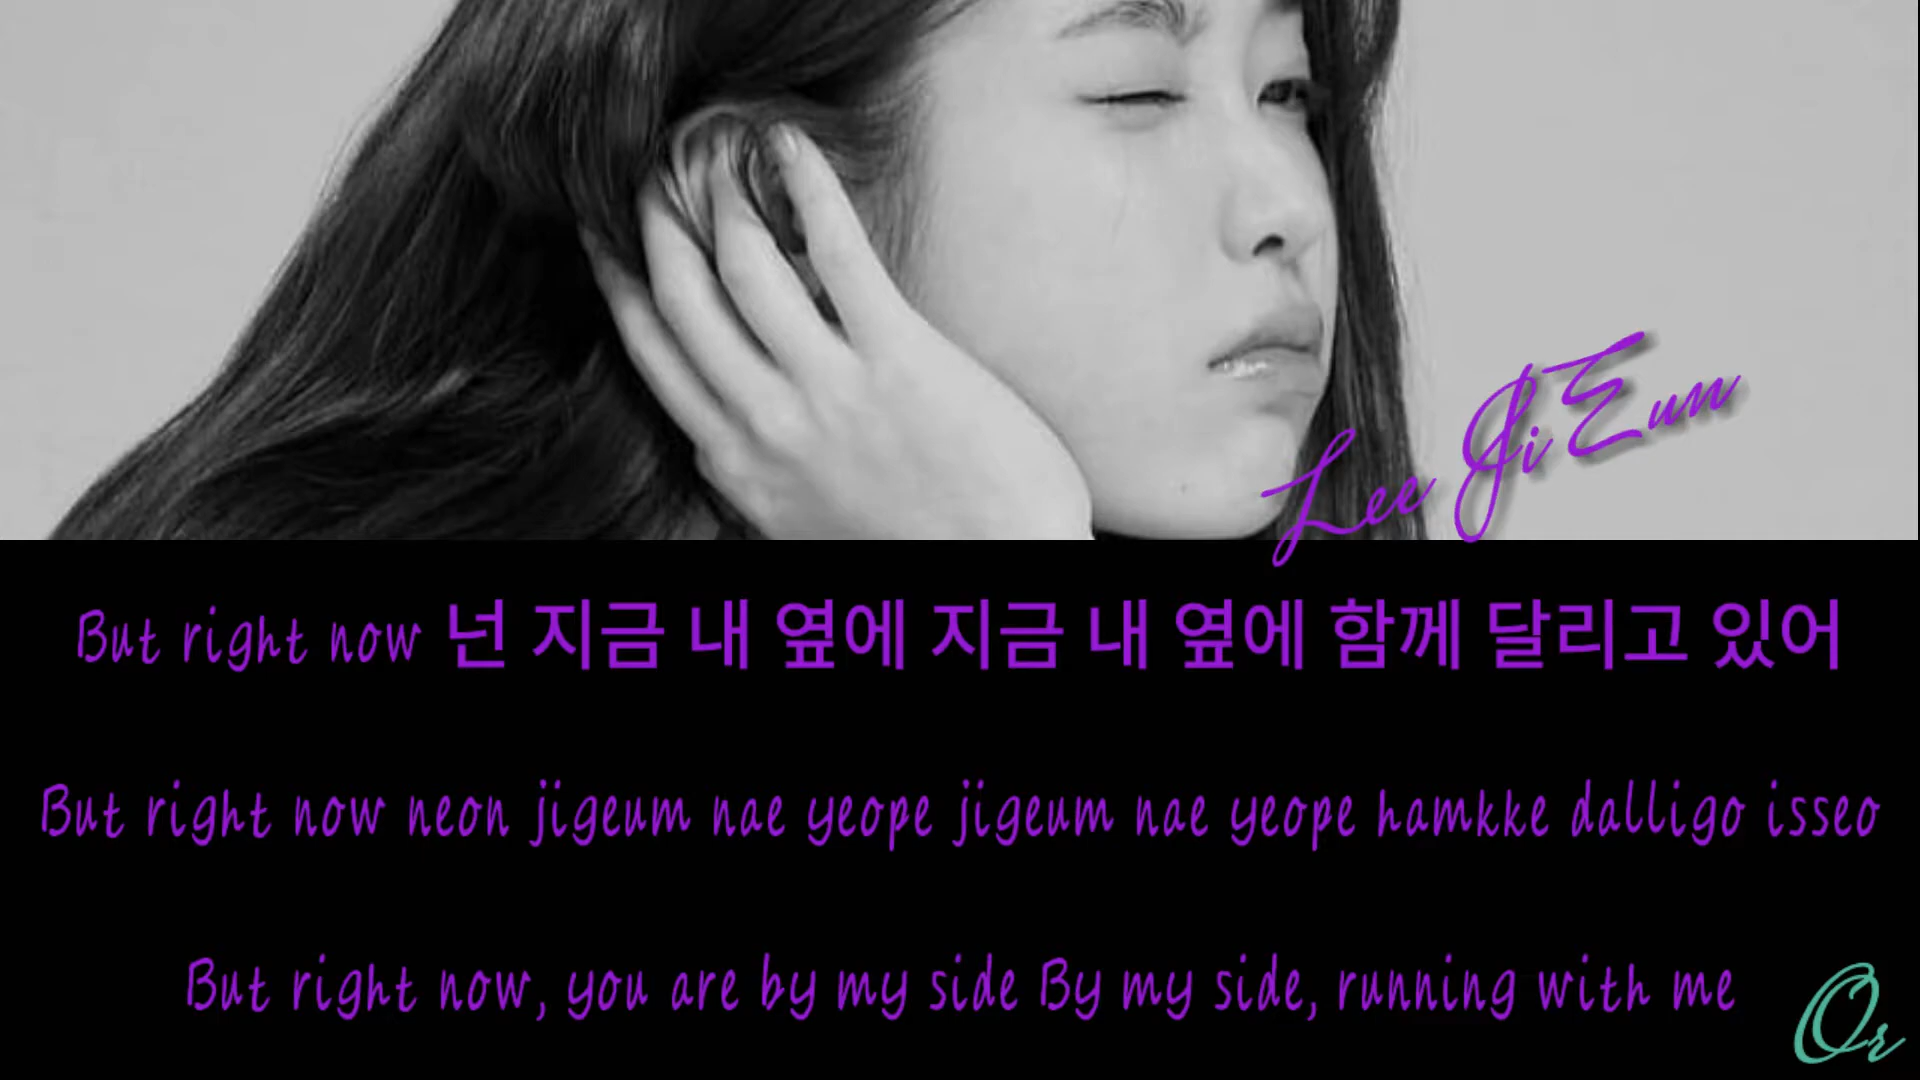 Lee Ji Eun
But right now 넌 지금 내 옆에 지금 내 옆에 함께 달리고 있어
But right now neon jigeum nae yeope jigeum nae yeope hamkke dalligo isseo
But right now, you are by my side By my side, running with me
Or